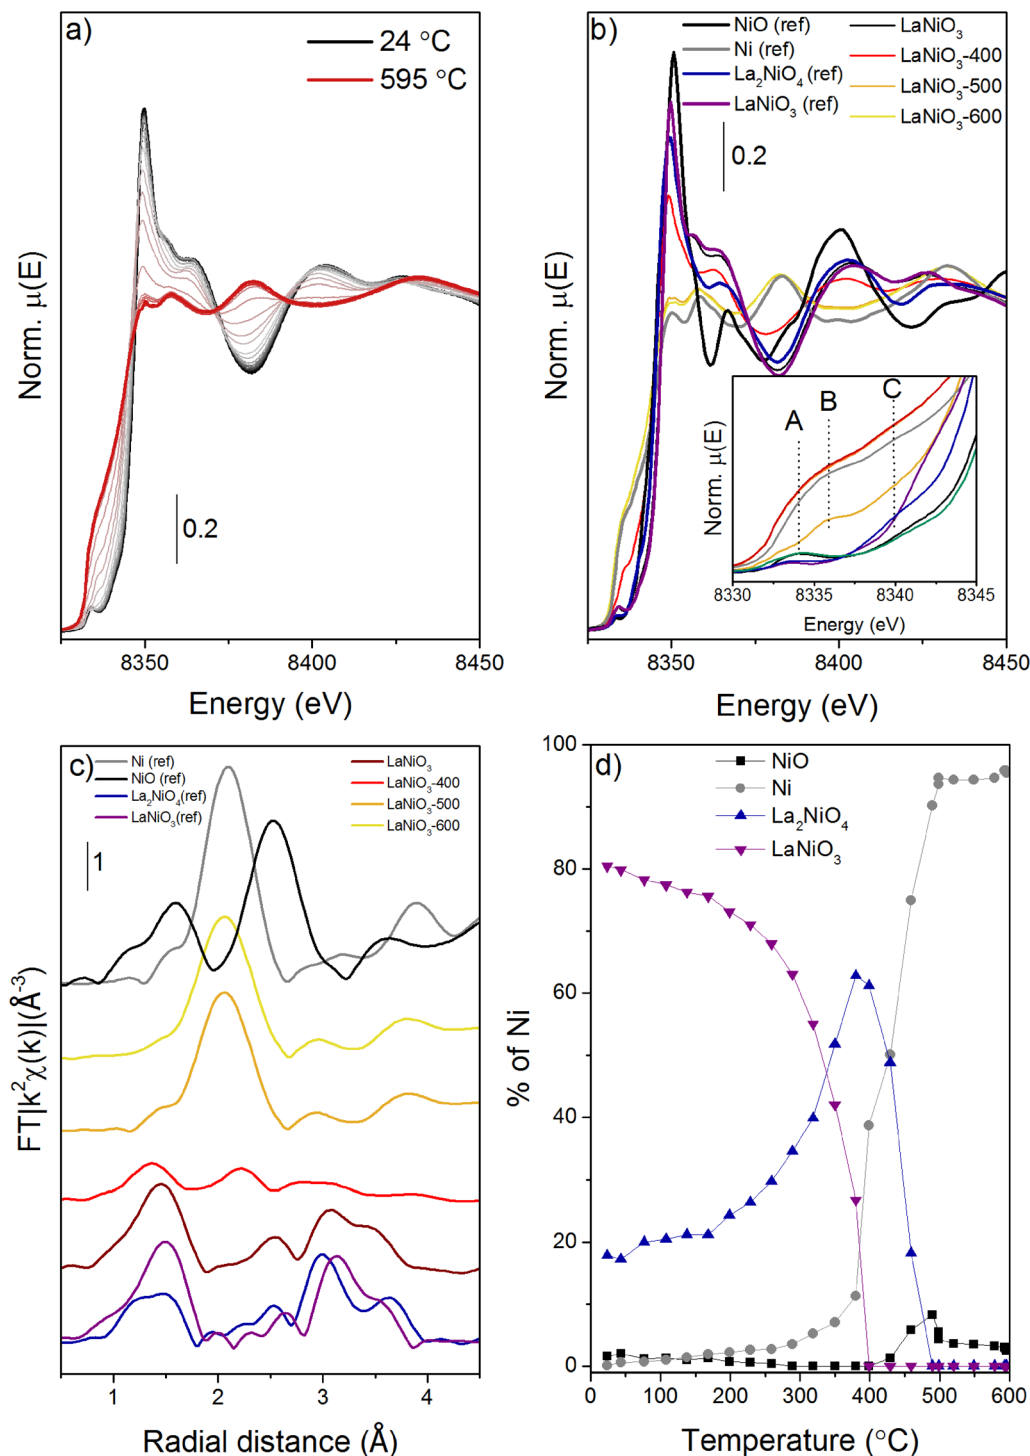 a)
24 °C
595 °C
0.2
Norm. μ(E)
8350
8400
8450
Energy (eV)
b)
NiO (ref)
Ni (ref)
La₂NiO₄ (ref)
LaNiO₃ (ref)
LaNiO₃
LaNiO₃-400
LaNiO₃-500
LaNiO₃-600
0.2
Norm. μ(E)
A
B
C
Norm. μ(E)
8330
8335
8340
8345
Energy (eV)
8350
8400
8450
Energy (eV)
c)
Ni (ref)
NiO (ref)
La₂NiO₄(ref)
LaNiO₃(ref)
LaNiO₃
LaNiO₃-400
LaNiO₃-500
LaNiO₃-600
1
FT|k²χ(k)|(Å⁻³)
1
2
3
4
Radial distance (Å)
d)
NiO
Ni
La₂NiO₄
LaNiO₃
% of Ni
100
80
60
40
20
0
0
100
200
300
400
500
600
Temperature (°C)